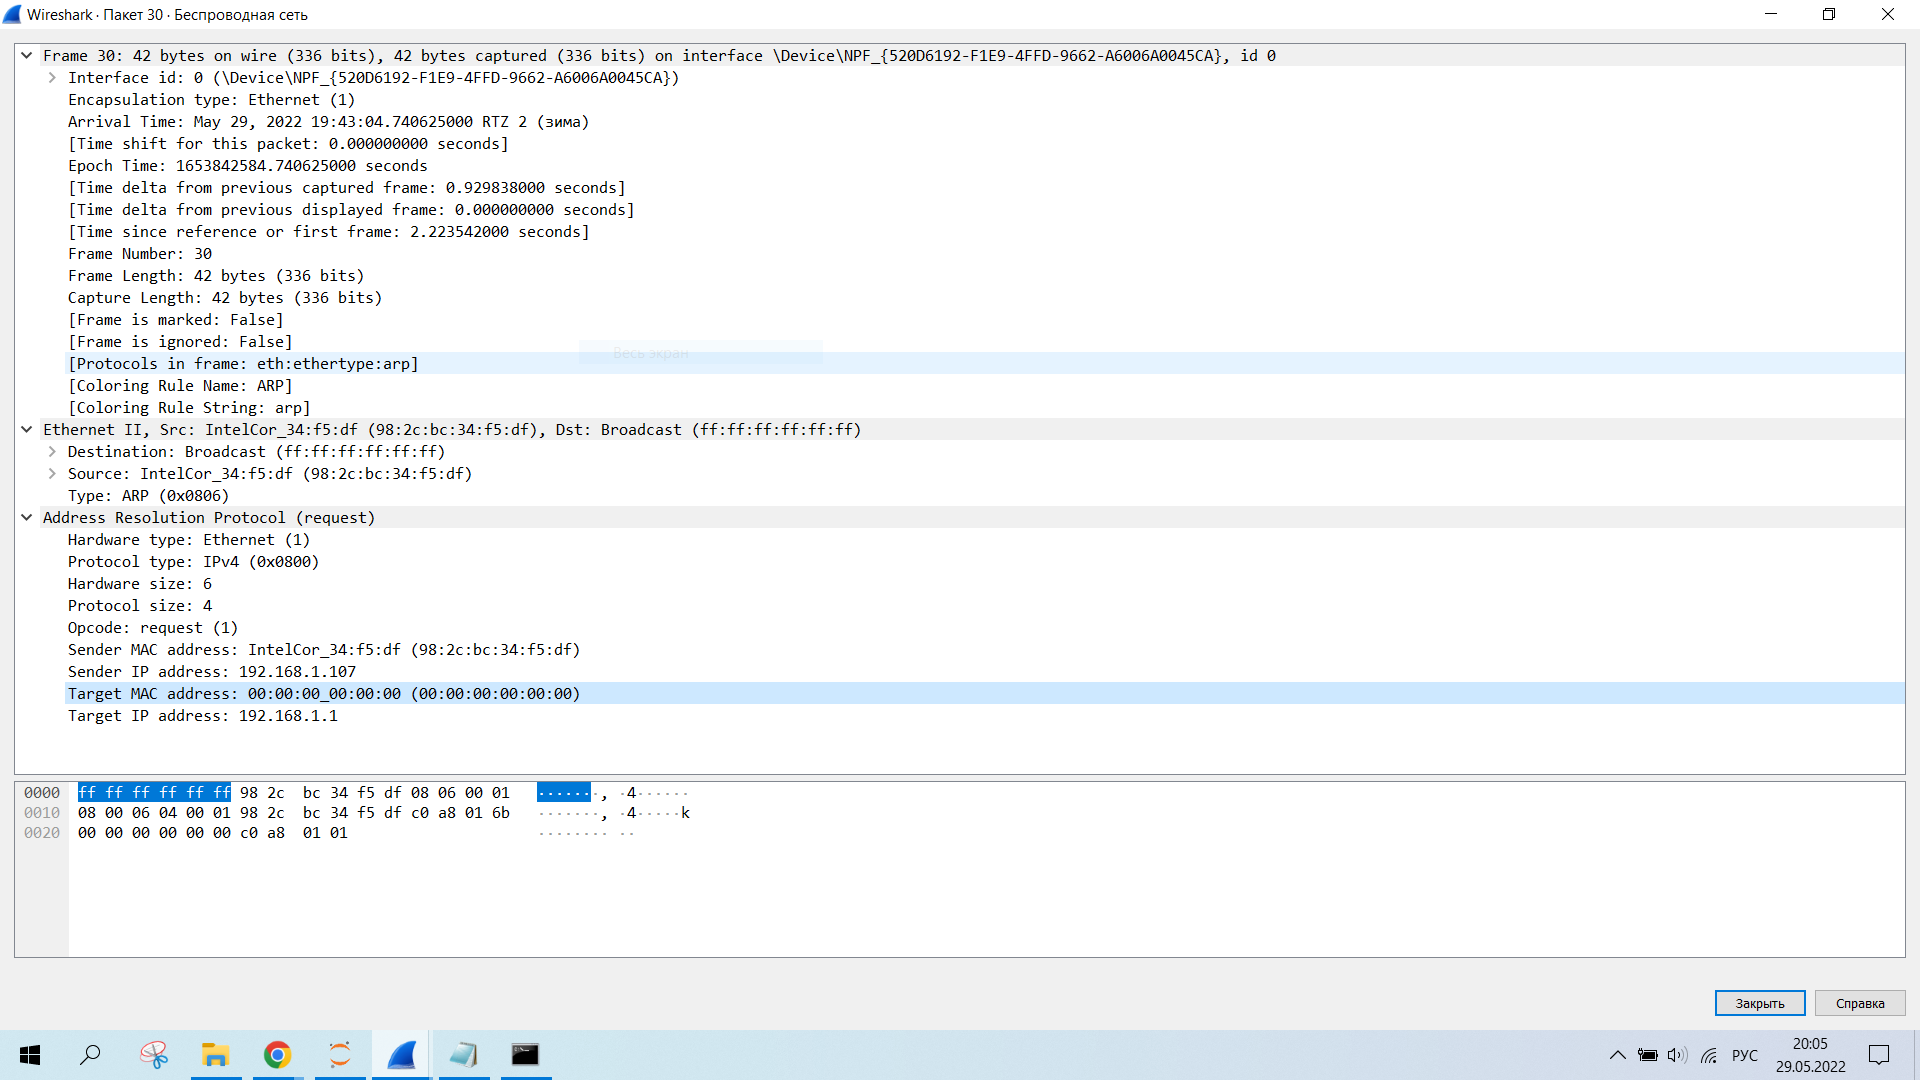 Wireshark · Пакет 30 · Беспроводная сеть
Frame 30: 42 bytes on wire (336 bits), 42 bytes captured (336 bits) on interface \Device\NPF_{520D6192-F1E9-4FFD-9662-A6006A0045CA}, id 0
Interface id: 0 (\Device\NPF_{520D6192-F1E9-4FFD-9662-A6006A0045CA})
Encapsulation type: Ethernet (1)
Arrival Time: May 29, 2022 19:43:04.740625000 RTZ 2 (зима)
[Time shift for this packet: 0.000000000 seconds]
Epoch Time: 1653842584.740625000 seconds
[Time delta from previous captured frame: 0.929838000 seconds]
[Time delta from previous displayed frame: 0.000000000 seconds]
[Time since reference or first frame: 2.223542000 seconds]
Frame Number: 30
Frame Length: 42 bytes (336 bits)
Capture Length: 42 bytes (336 bits)
[Frame is marked: False]
[Frame is ignored: False]
Весь экран
[Protocols in frame: eth:ethertype:arp]
[Coloring Rule Name: ARP]
[Coloring Rule String: arp]
Ethernet II, Src: IntelCor_34:f5:df (98:2c:bc:34:f5:df), Dst: Broadcast (ff:ff:ff:ff:ff:ff)
Destination: Broadcast (ff:ff:ff:ff:ff:ff)
Source: IntelCor_34:f5:df (98:2c:bc:34:f5:df)
Type: ARP (0x0806)
Address Resolution Protocol (request)
Hardware type: Ethernet (1)
Protocol type: IPv4 (0x0800)
Hardware size: 6
Protocol size: 4
Opcode: request (1)
Sender MAC address: IntelCor_34:f5:df (98:2c:bc:34:f5:df)
Sender IP address: 192.168.1.107
Target MAC address: 00:00:00_00:00:00 (00:00:00:00:00:00)
Target IP address: 192.168.1.1
0000 ff ff ff ff ff ff 98 2c bc 34 f5 df 08 06 00 01 ·······, ·4······
0010 08 00 06 04 00 01 98 2c bc 34 f5 df c0 a8 01 6b ·······, ·4·····k
0020 00 00 00 00 00 00 c0 a8 01 01 ········ ··
Закрыть
Справка
РУС
20:05
29.05.2022